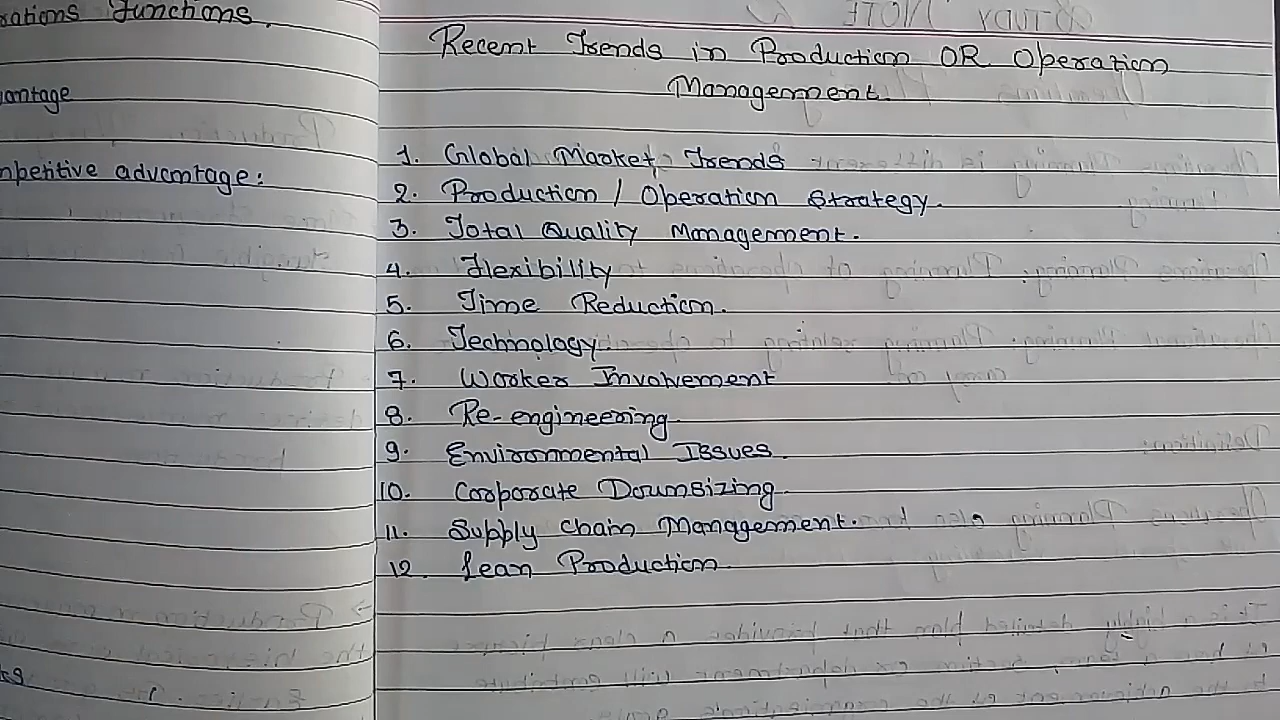 rations Functions.
vantage
mpetitive advantage:
Recent Trends in Production OR Operation
Management.
1. Global Market Trends
2. Production / Operation Strategy.
3. Total Quality Management.
4. Flexibility
5. Time Reduction.
6. Technology.
7. Worker Involvement
8. Re-engineering
9. Environmental Issues.
10. Corporate Downsizing
11. Supply Chain Management.
12. Lean Production